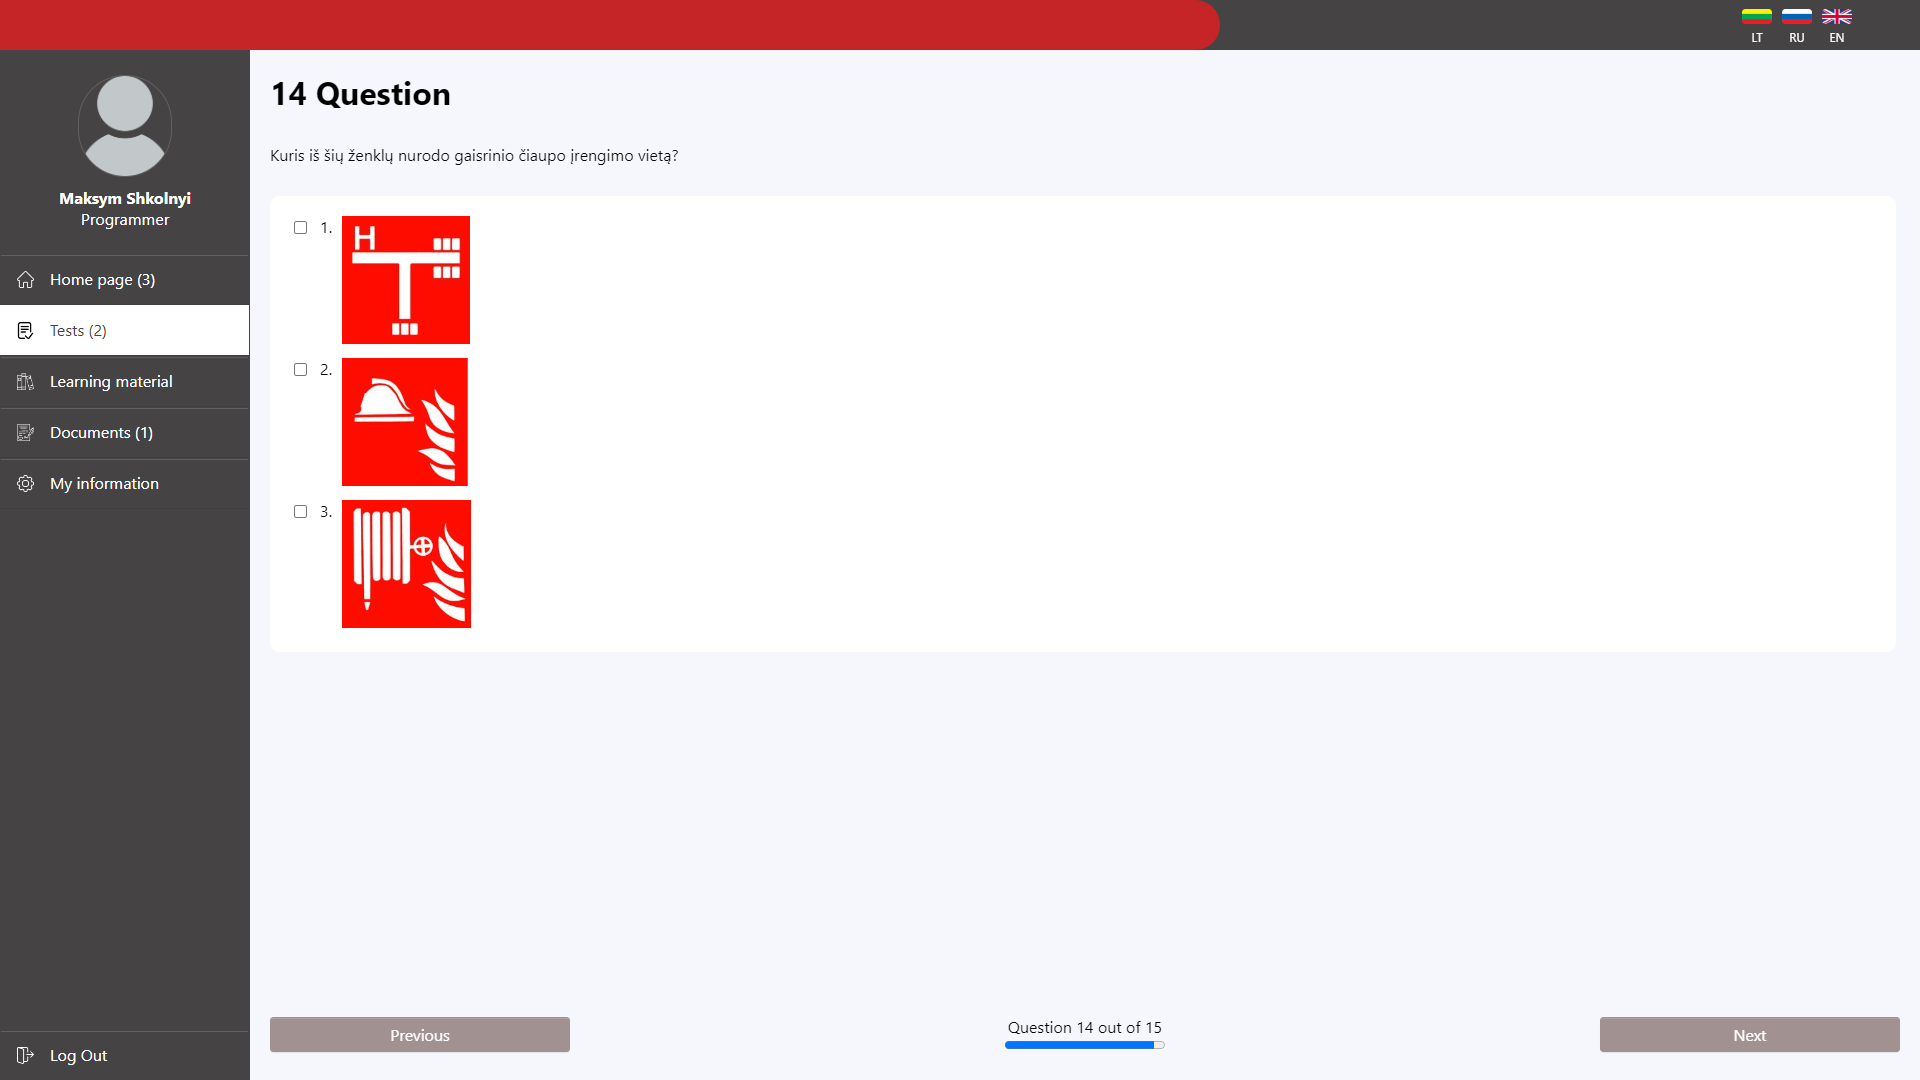 LT RU EN
Maksym Shkolnyi
Programmer
Home page (3)
Tests (2)
Learning material
Documents (1)
My information
Log Out
14 Question
Kuris iš šių ženklų nurodo gaisrinio čiaupo įrengimo vietą?
1.
H
2.
3.
Previous
Question 14 out of 15
Next